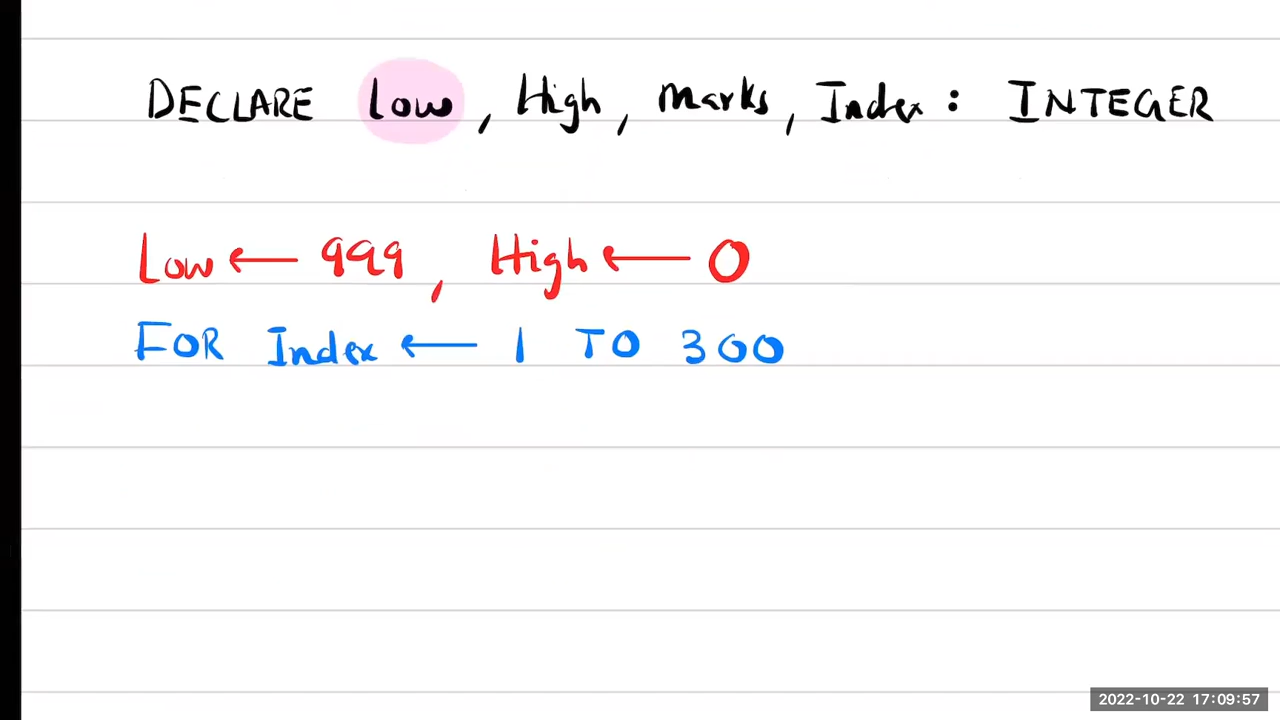 DECLARE Low, High, Marks, Index : INTEGER
Low ← 999, High ← 0
FOR Index ← 1 TO 300
2022-10-22 17:09:57